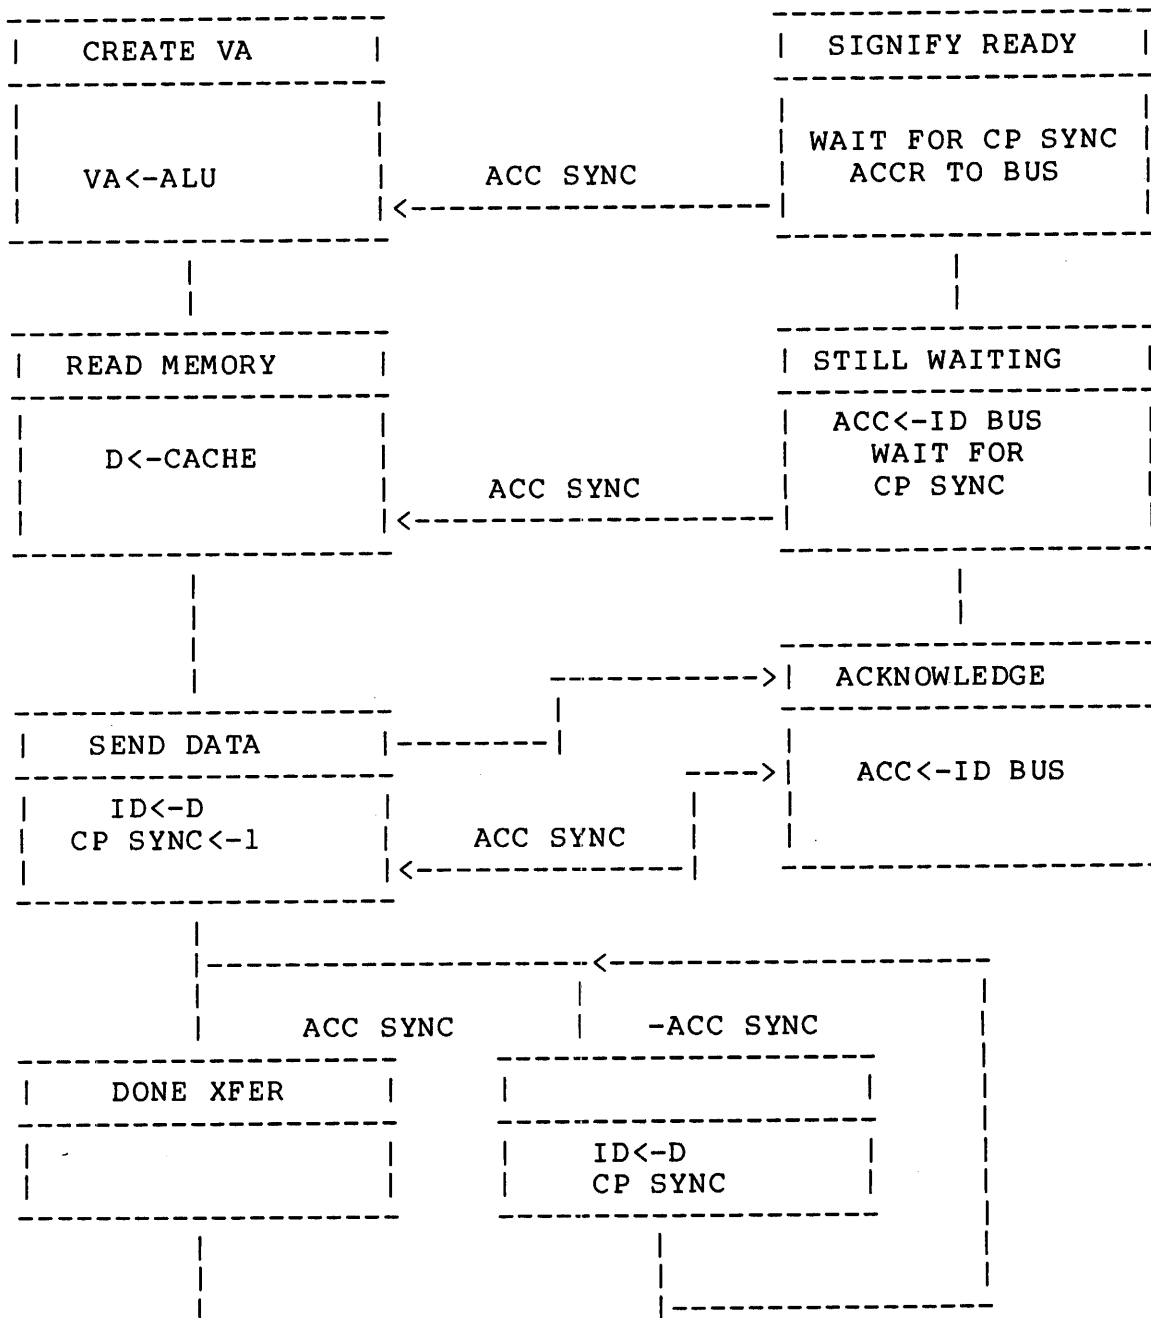 CREATE VA
SIGNIFY READY
VA<-ALU
ACC SYNC
WAIT FOR CP SYNC
ACCR TO BUS
READ MEMORY
STILL WAITING
D<-CACHE
ACC SYNC
ACC<-ID BUS
WAIT FOR
CP SYNC
ACKNOWLEDGE
SEND DATA
ACC<-ID BUS
ID<-D
CP SYNC<-1
ACC SYNC
ACC SYNC
-ACC SYNC
DONE XFER
ID<-D
CP SYNC